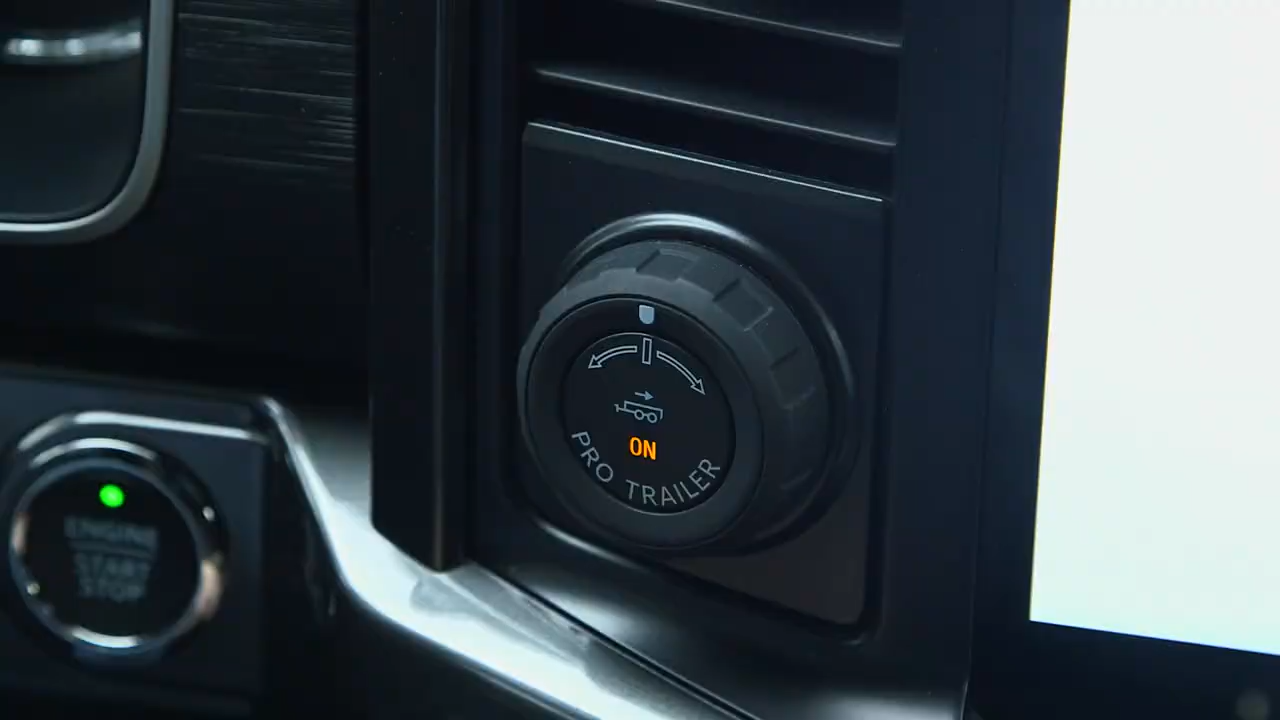 ON
PRO TRAILER
ENGINE
START
STOP